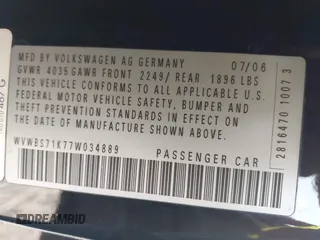 MFD BY VOLKSWAGEN AG GERMANY 07/06
GVWR 4035 GAWR FRONT 2249/ REAR 1896 LBS
THIS VEHICLE CONFORMS TO ALL APPLICABLE U.S.
FEDERAL MOTOR VEHICLE SAFETY, BUMPER AND
THEFT PREVENTION STANDARDS IN EFFECT
ON THE DATE OF MANUFACTURE SHOWN ABOVE.
WVWBS71K77W034889 PASSENGER CAR
2816470 1007 3
467 G
DREAMBID